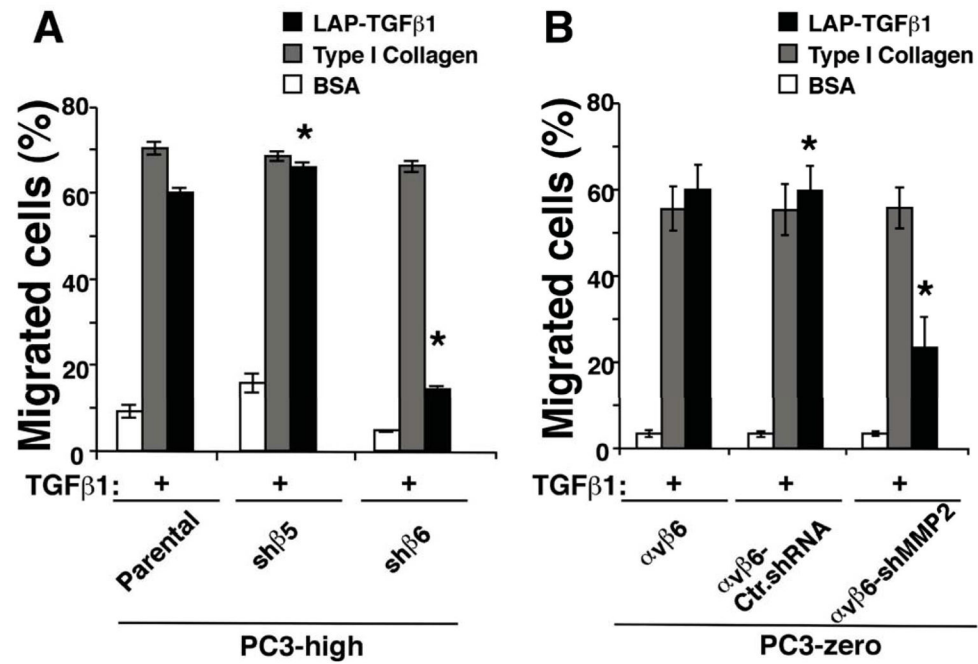 A
LAP-TGFβ1
Type I Collagen
BSA
Migrated cells (%)
80
60
40
20
0
*
*
TGFβ1: + + +
Parental
shβ5
shβ6
PC3-high
B
LAP-TGFβ1
Type I Collagen
BSA
Migrated cells (%)
80
60
40
20
0
*
*
TGFβ1: + + +
αvβ6
αvβ6-
Ctr.shRNA
αvβ6-shMMP2
PC3-zero